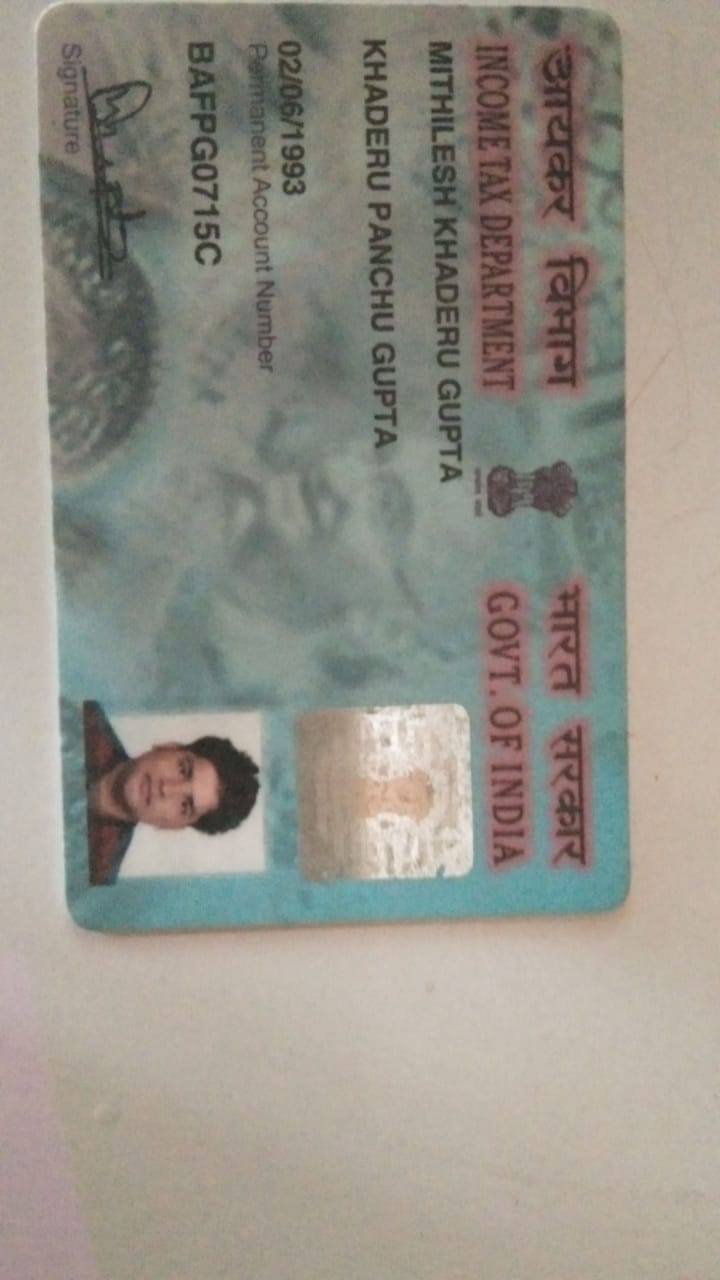 आयकर विभाग
INCOME TAX DEPARTMENT
भारत सरकार
GOVT. OF INDIA
MITHILESH KHADERU GUPTA
KHADERU PANCHU GUPTA
02/06/1993
Permanent Account Number
BAFPG0715C
Signature